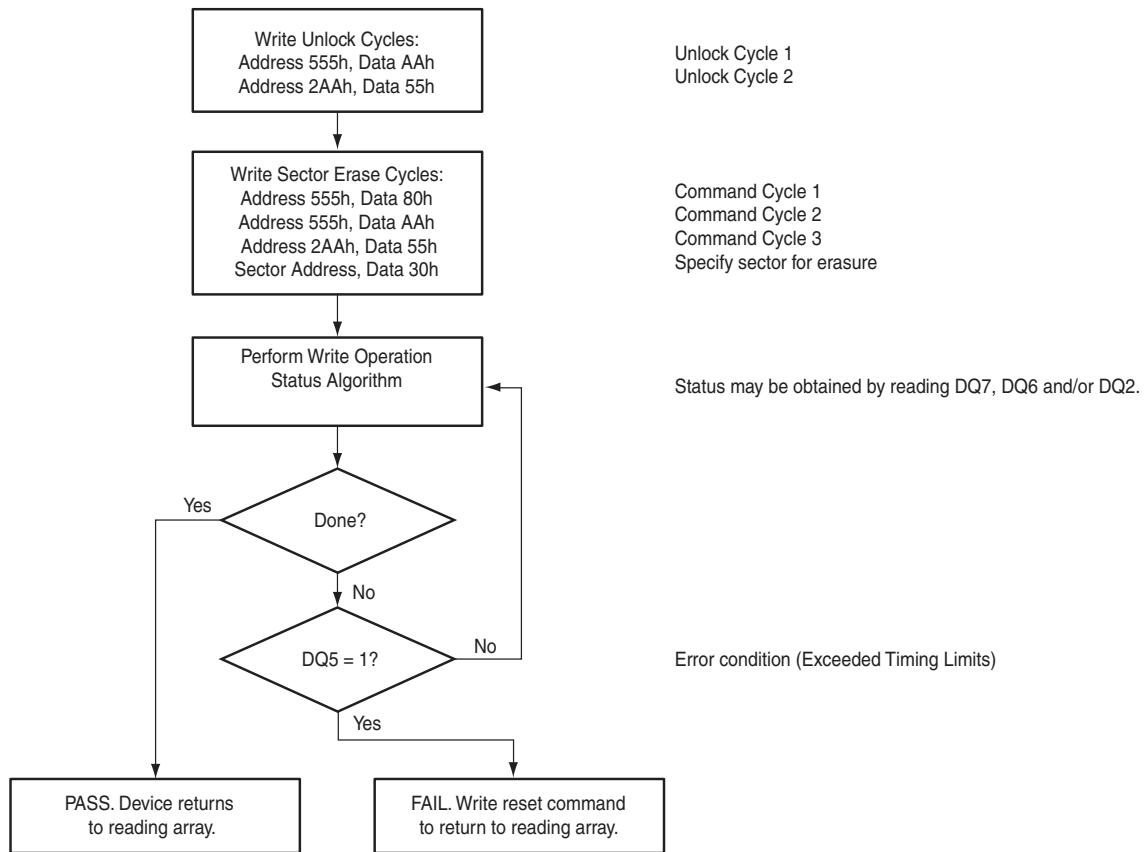 Write Unlock Cycles:
Address 555h, Data AAh
Address 2AAh, Data 55h
Unlock Cycle 1
Unlock Cycle 2
Write Sector Erase Cycles:
Address 555h, Data 80h
Address 555h, Data AAh
Address 2AAh, Data 55h
Sector Address, Data 30h
Command Cycle 1
Command Cycle 2
Command Cycle 3
Specify sector for erasure
Perform Write Operation
Status Algorithm
Status may be obtained by reading DQ7, DQ6 and/or DQ2.
Yes
Done?
No
DQ5 = 1?
No
Error condition (Exceeded Timing Limits)
Yes
PASS. Device returns
to reading array.
FAIL. Write reset command
to return to reading array.